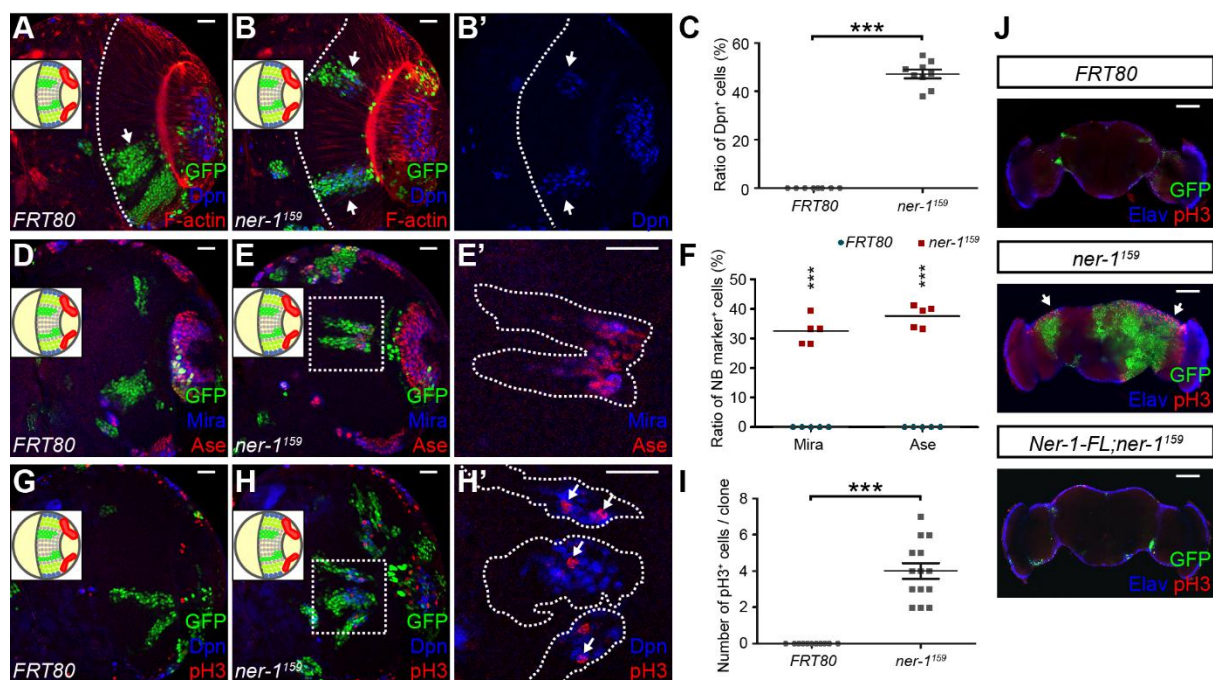 A
GFP
Dpn
F-actin
FRT80
B
GFP
Dpn
F-actin
ner-1¹⁵⁹
B'
Dpn
C
***
Ratio of Dpn⁺ cells (%)
60
40
20
0
FRT80
ner-1¹⁵⁹
D
GFP
Mira
Ase
FRT80
E
GFP
Mira
Ase
ner-1¹⁵⁹
E'
Mira
Ase
F
FRT80
ner-1¹⁵⁹
***
***
Ratio of NB marker⁺ cells (%)
50
40
30
20
10
0
Mira
Ase
G
GFP
Dpn
pH3
FRT80
H
GFP
Dpn
pH3
ner-1¹⁵⁹
H'
Dpn
pH3
I
***
Number of pH3⁺ cells / clone
8
6
4
2
0
FRT80
ner-1¹⁵⁹
J
FRT80
GFP
Elav pH3
ner-1¹⁵⁹
GFP
Elav pH3
Ner-1-FL;ner-1¹⁵⁹
GFP
Elav pH3